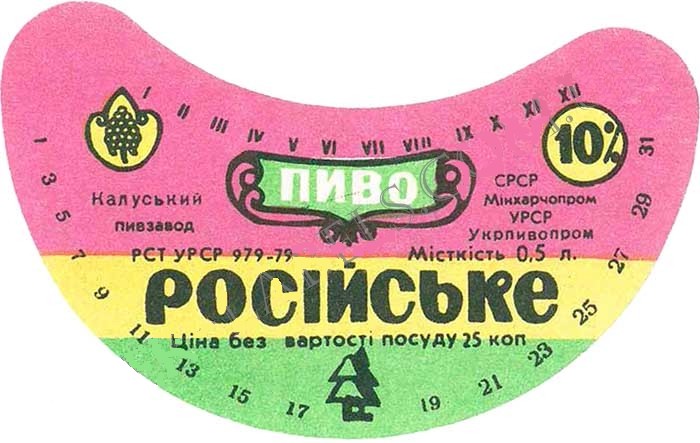 I II III IV V VI VII VIII IX X XI XII
10%
ПИВО
Калуський
пивзавод
СРСР
Мінхарчопром
УРСР
Укрпивопром
РСТ УРСР 979-79
Місткість 0,5 л.
РОСІЙСЬКЕ
Ціна без вартості посуду 25 коп
1 3 5 7 9 11 13 15 17 19 21 23 25 27 29 31